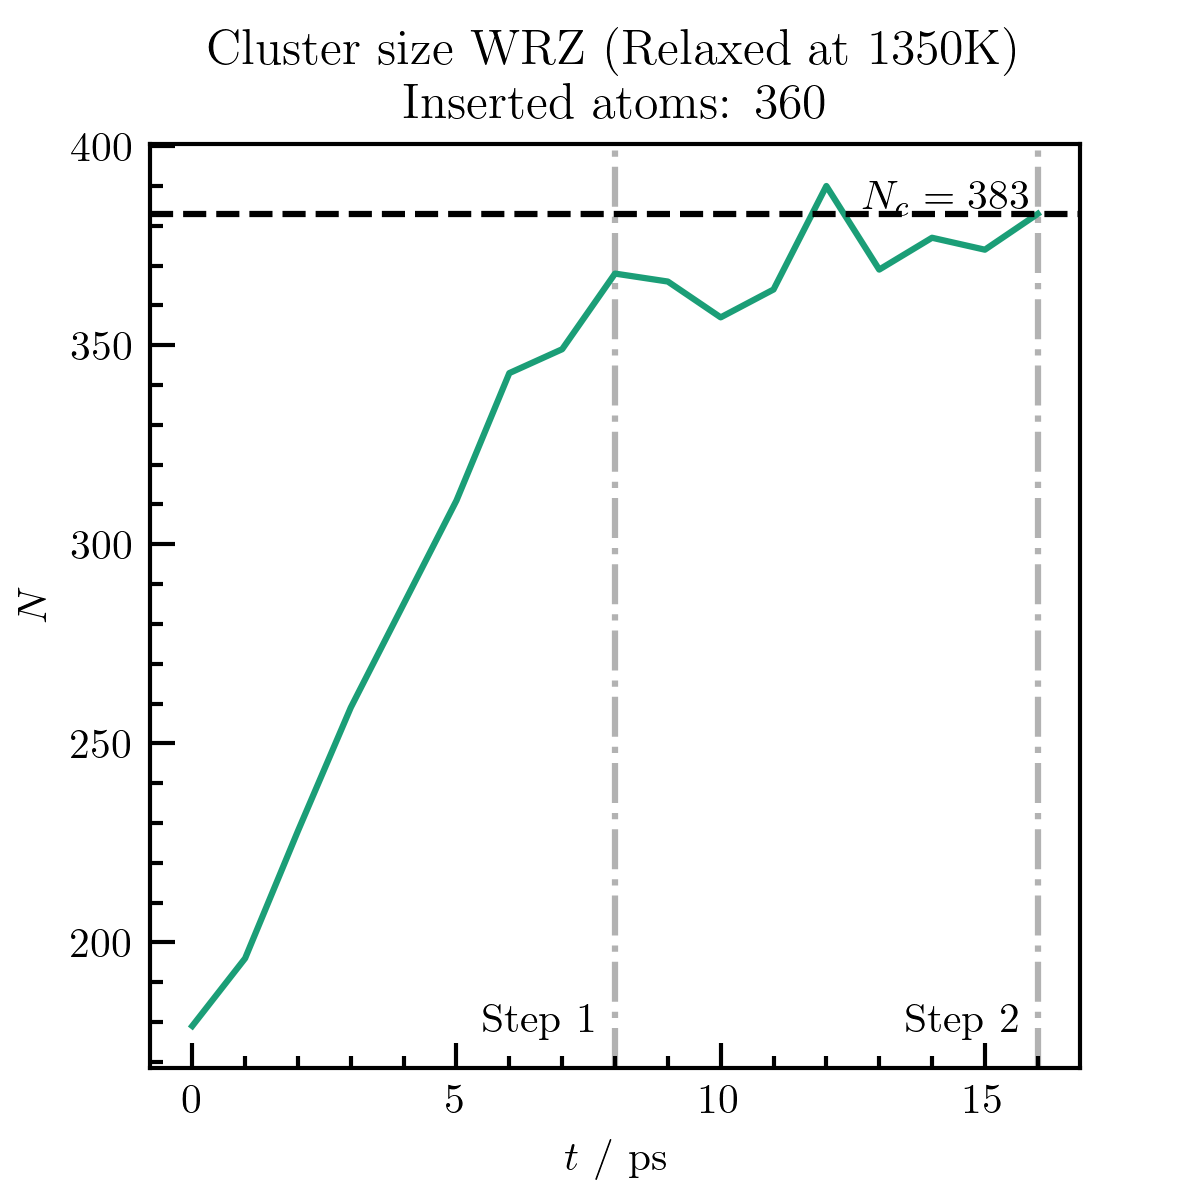 Cluster size WRZ (Relaxed at 1350K)
Inserted atoms: 360
400
350
300
250
200
N
N_c = 383
Step 1
Step 2
0 5 10 15
t / ps